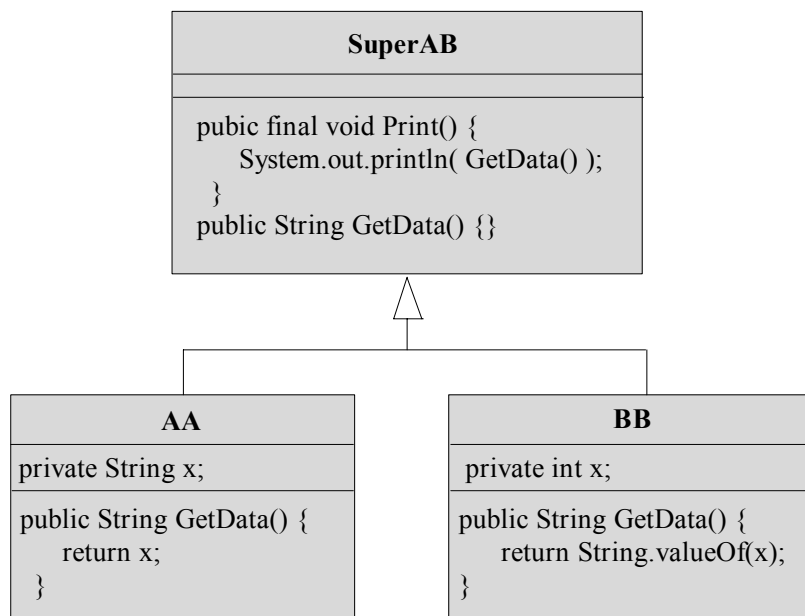 SuperAB
pubic final void Print() {
System.out.println( GetData() );
}
public String GetData() {}
AA
private String x;
public String GetData() {
return x;
}
BB
private int x;
public String GetData() {
return String.valueOf(x);
}